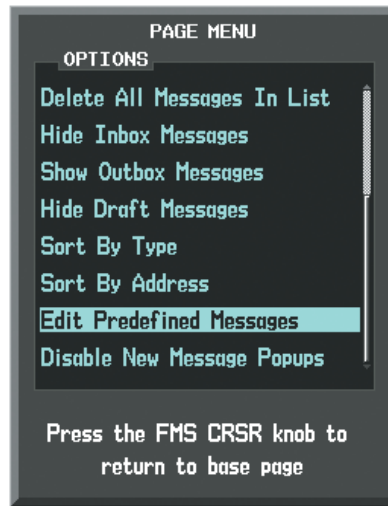 PAGE MENU
OPTIONS
Delete All Messages In List
Hide Inbox Messages
Show Outbox Messages
Hide Draft Messages
Sort By Type
Sort By Address
Edit Predefined Messages
Disable New Message Popups
Press the FMS CRSR knob to
return to base page